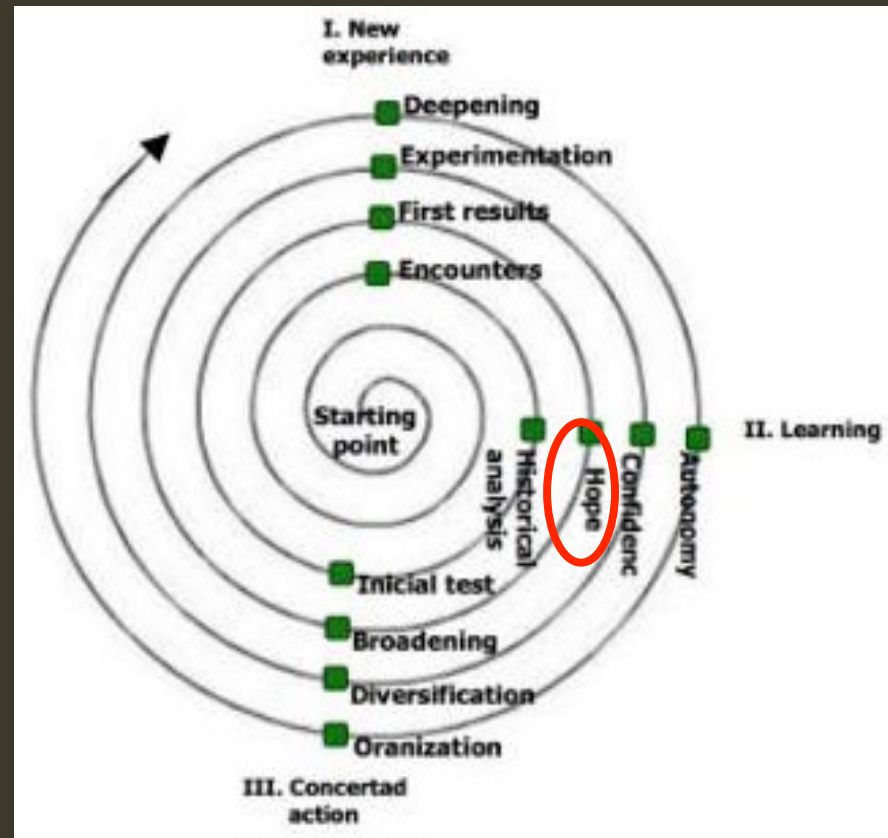 I. New
experience
Deepening
Experimentation
First results
Encounters
Starting
point
II. Learning
Historical
analysis
Hope
Confidenc
Autonomy
Inicial test
Broadening
Diversification
Oranization
III. Concertad
action